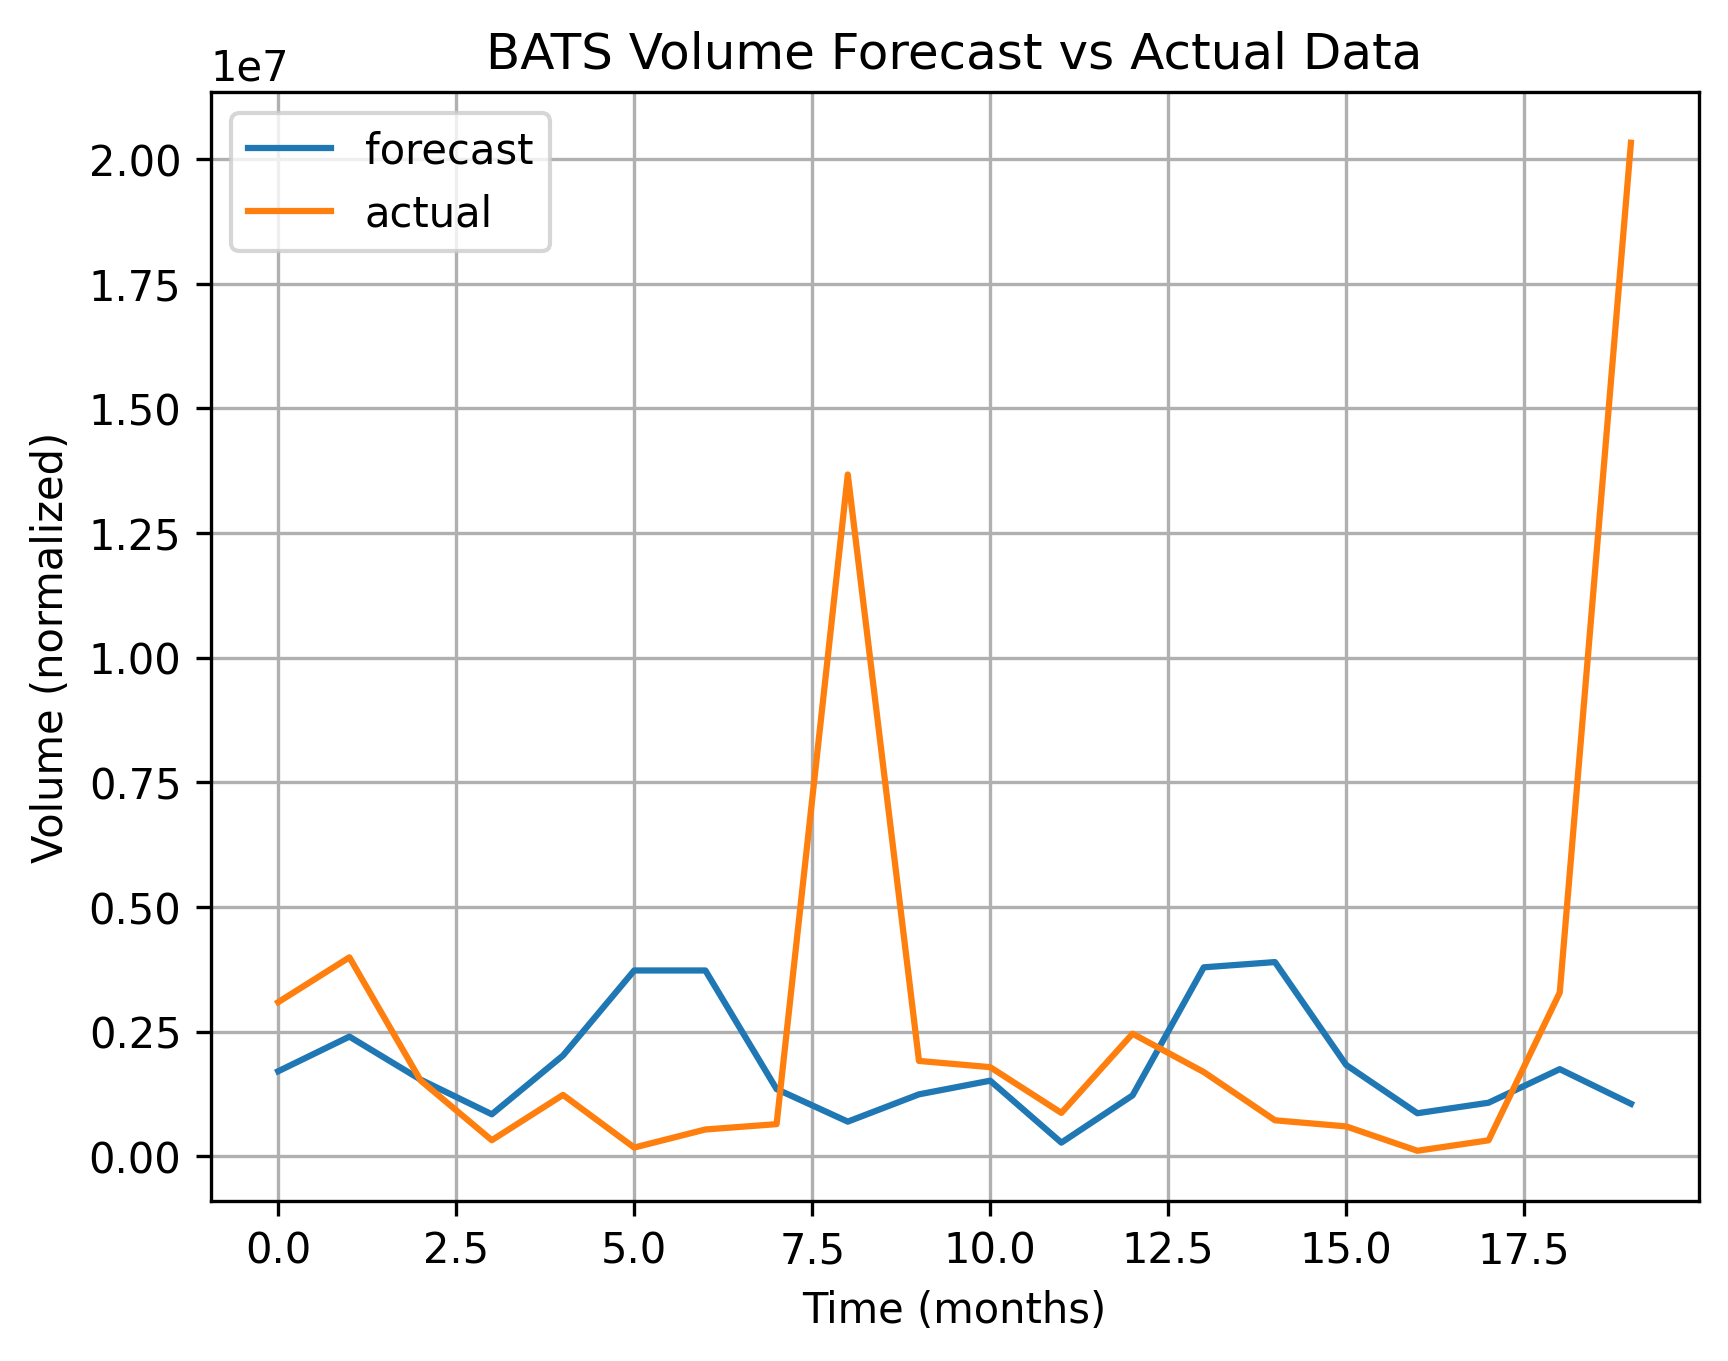 BATS Volume Forecast vs Actual Data
1e7
forecast
actual
2.00
1.75
1.50
1.25
1.00
0.75
0.50
0.25
0.00
Volume (normalized)
0.0 2.5 5.0 7.5 10.0 12.5 15.0 17.5
Time (months)